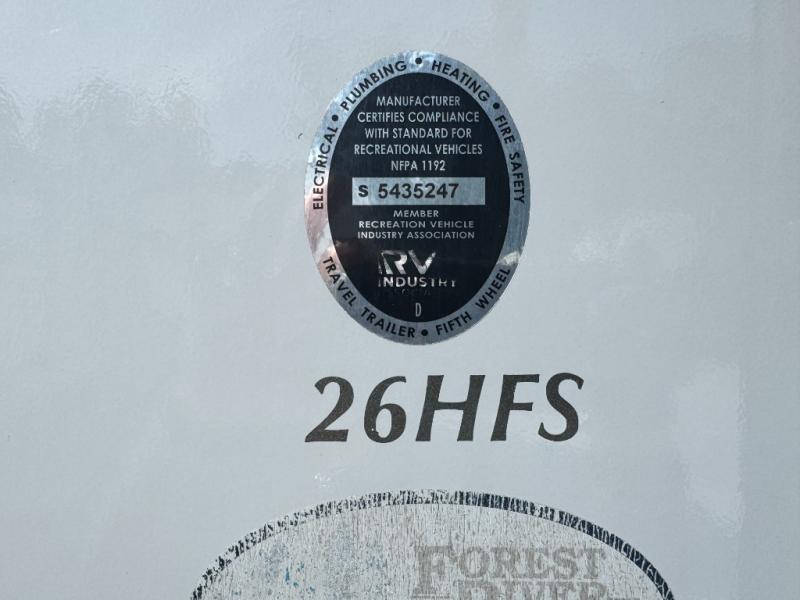 ELECTRICAL • PLUMBING • HEATING • FIRE SAFETY
MANUFACTURER
CERTIFIES COMPLIANCE
WITH STANDARD FOR
RECREATIONAL VEHICLES
NFPA 1192
S 5435247
MEMBER
RECREATION VEHICLE
INDUSTRY ASSOCIATION
RV
INDUSTRY
D
TRAVEL TRAILER • FIFTH WHEEL
26HFS
FOREST